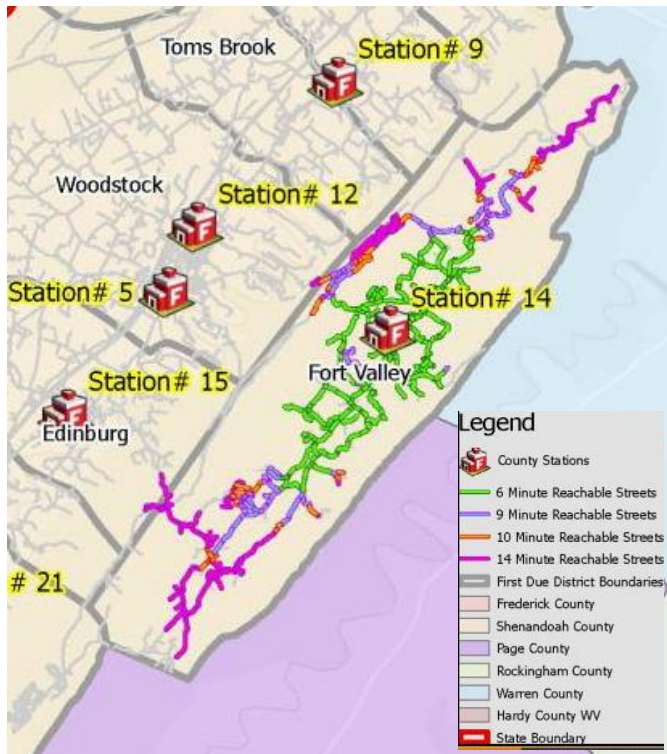 Toms Brook
Station# 9
Woodstock
Station# 12
Station# 5
Station# 14
Fort Valley
Station# 15
Edinburg
# 21
Legend
County Stations
6 Minute Reachable Streets
9 Minute Reachable Streets
10 Minute Reachable Streets
14 Minute Reachable Streets
First Due District Boundaries
Frederick County
Shenandoah County
Page County
Rockingham County
Warren County
Hardy County WV
State Boundary
F
F
F
F
F
F